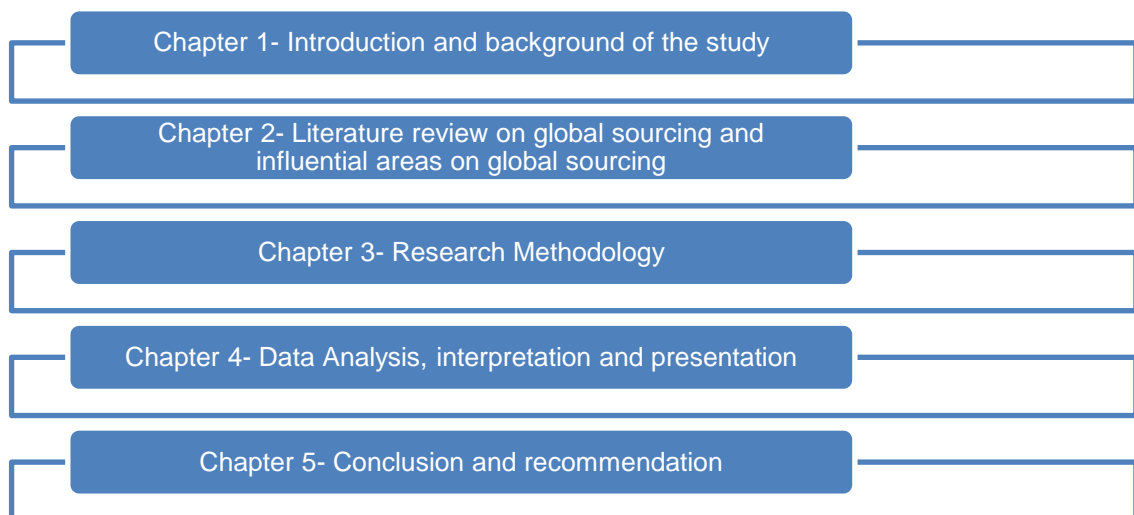 Chapter 1- Introduction and background of the study
Chapter 2- Literature review on global sourcing and
influential areas on global sourcing
Chapter 3- Research Methodology
Chapter 4- Data Analysis, interpretation and presentation
Chapter 5- Conclusion and recommendation